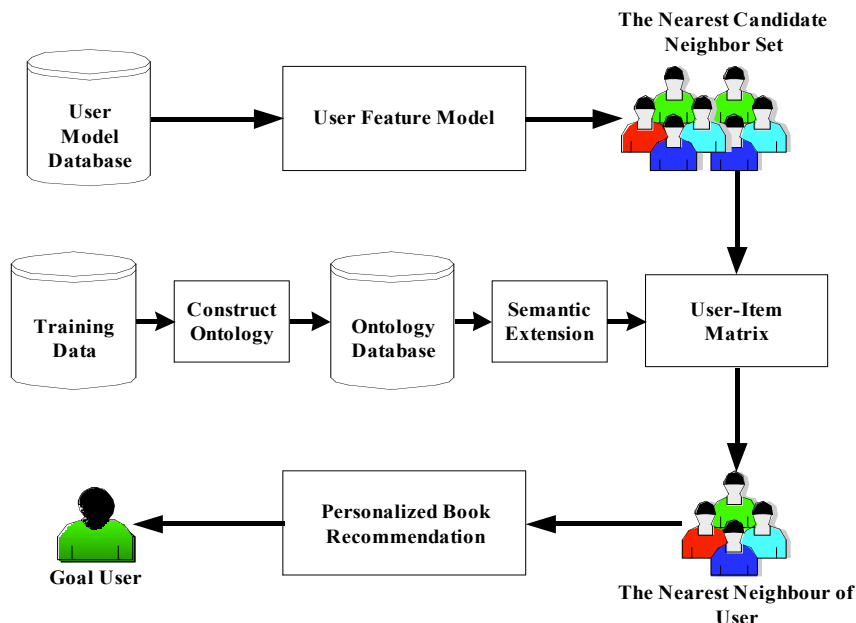 The Nearest Candidate
Neighbor Set
User
Model
Database
User Feature Model
Training
Data
Construct
Ontology
Ontology
Database
Semantic
Extension
User-Item
Matrix
Goal User
Personalized Book
Recommendation
The Nearest Neighbour of
User